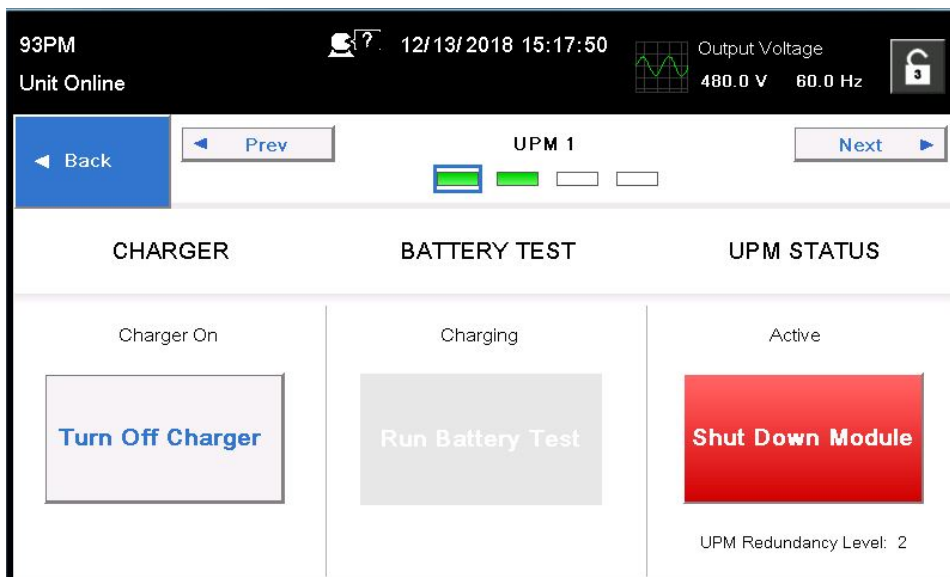 93PM
Unit Online
?
12/13/2018 15:17:50
Output Voltage
480.0 V 60.0 Hz
3
◄ Back
◄ Prev
UPM 1
Next ►
CHARGER
BATTERY TEST
UPM STATUS
Charger On
Charging
Active
Turn Off Charger
Run Battery Test
Shut Down Module
UPM Redundancy Level: 2